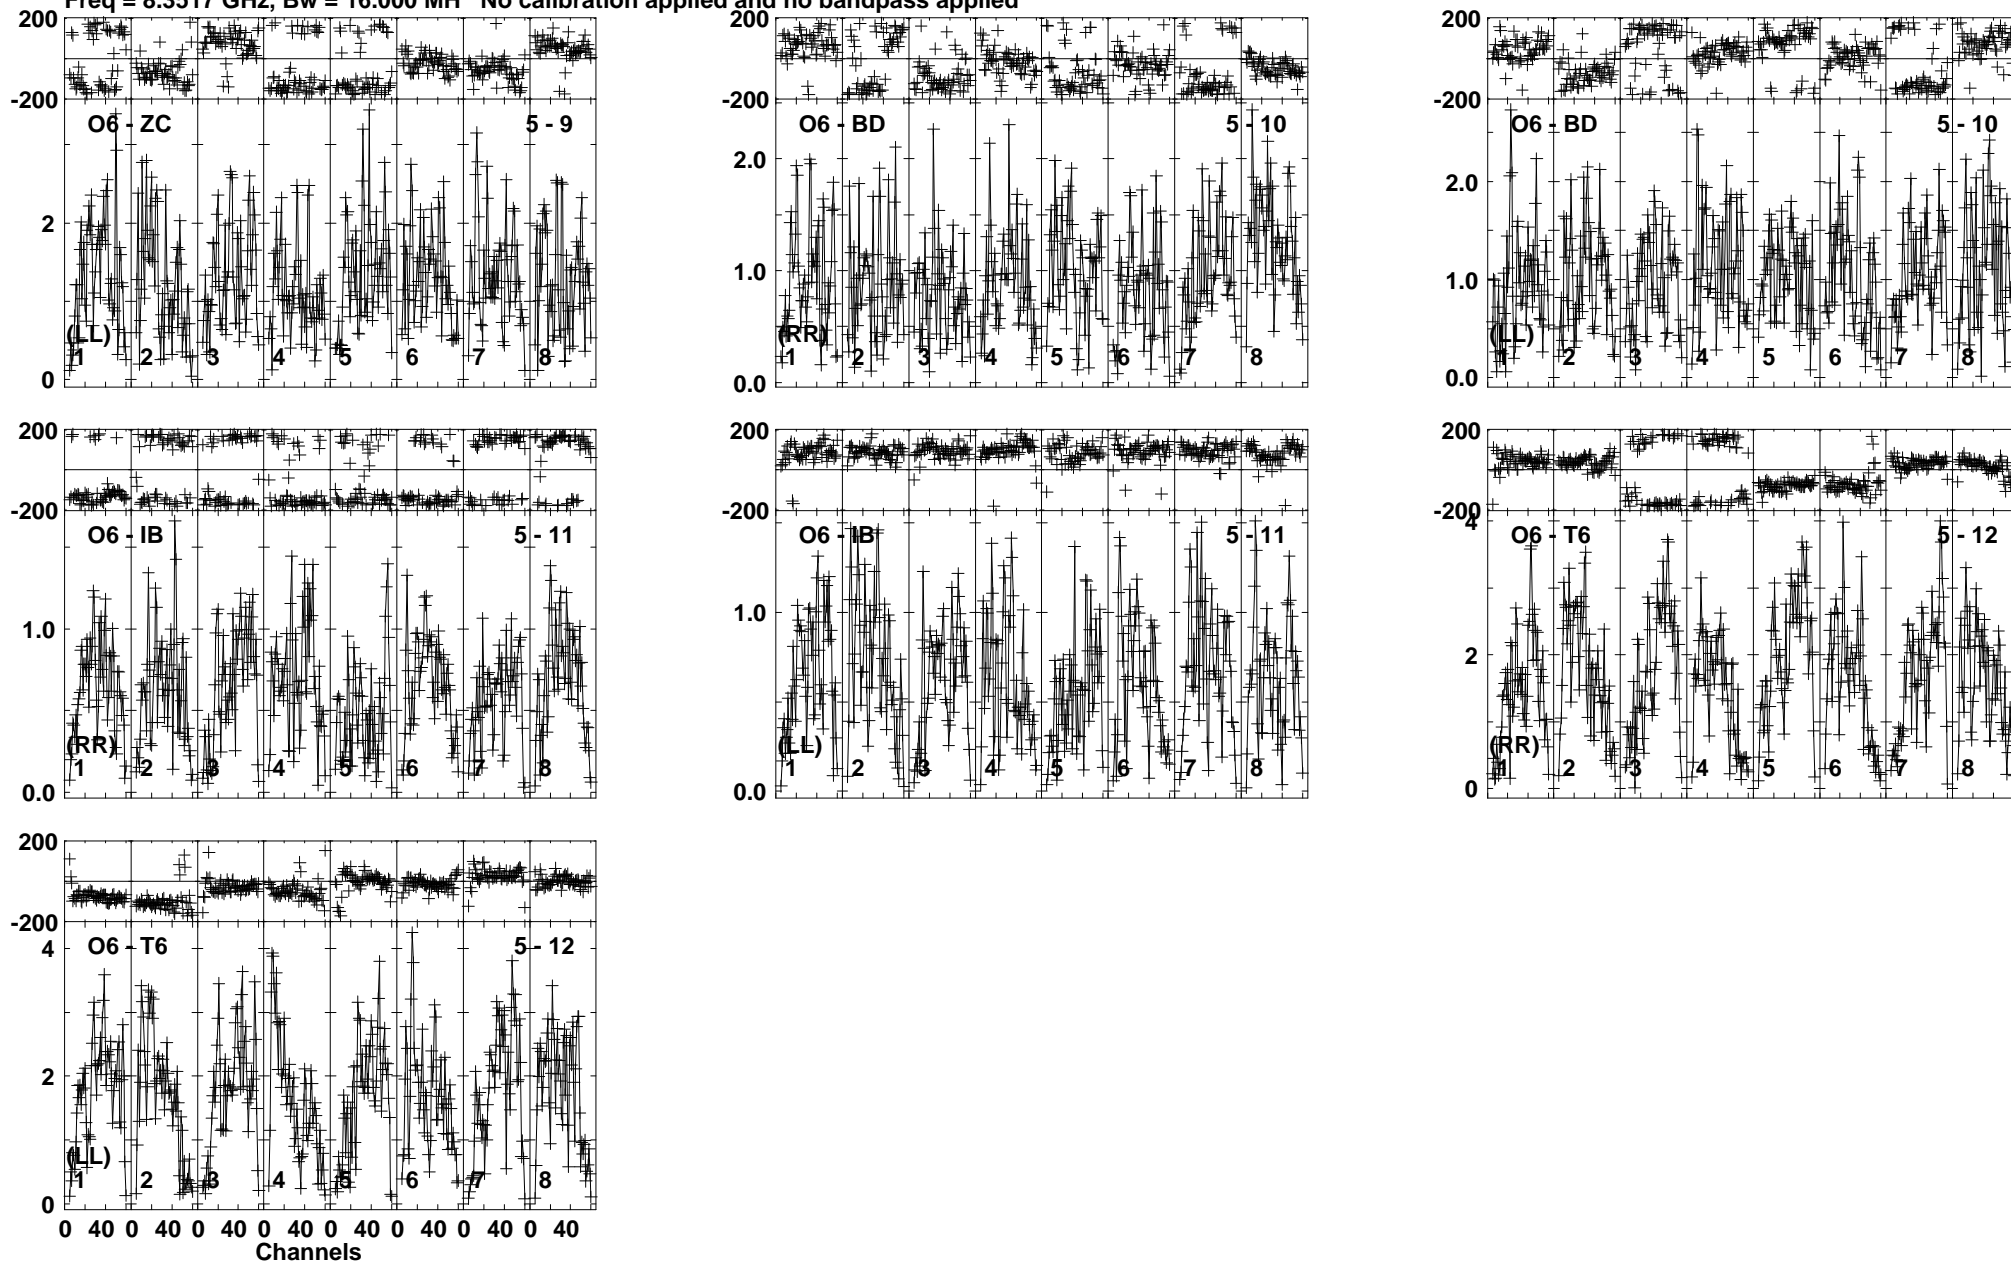 Freq = 8.3517 GHz, Bw = 16.000 MH No calibration applied and no bandpass applied
200 200 200
-200 -200 -200
O6 - ZC 5 - 9 O6 - BD 5 - 10 O6 - BD 5 - 10
2.0
2.0
2
1.0
1.0
(LL) (RR) (LL)
1 2 3 4 5 6 7 8 1 2 3 4 5 6 7 8 1 2 3 4 5 6 7 8
0 0.0 0.0
200 200 200
-200 -200 -200
4
O6 - IB 5 - 11 O6 - IB 5 - 11 O6 - T6 5 - 12
1.0 1.0
2
(RR) (LL) (RR)
1 2 3 4 5 6 7 8 1 2 3 4 5 6 7 8 1 2 3 4 5 6 7 8
0.0 0.0 0
200
-200
O6 - T6 5 - 12
4
2
(LL)
1 2 3 4 5 6 7 8
0
0 40 0 40 0 40 0 40 0 40 0 40 0 40 0 40
Channels